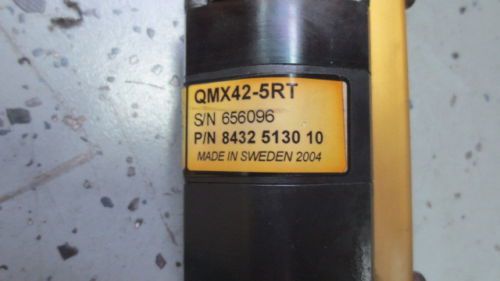 QMX42-5RT
S/N 656096
P/N 8432 5130 10
MADE IN SWEDEN 2004